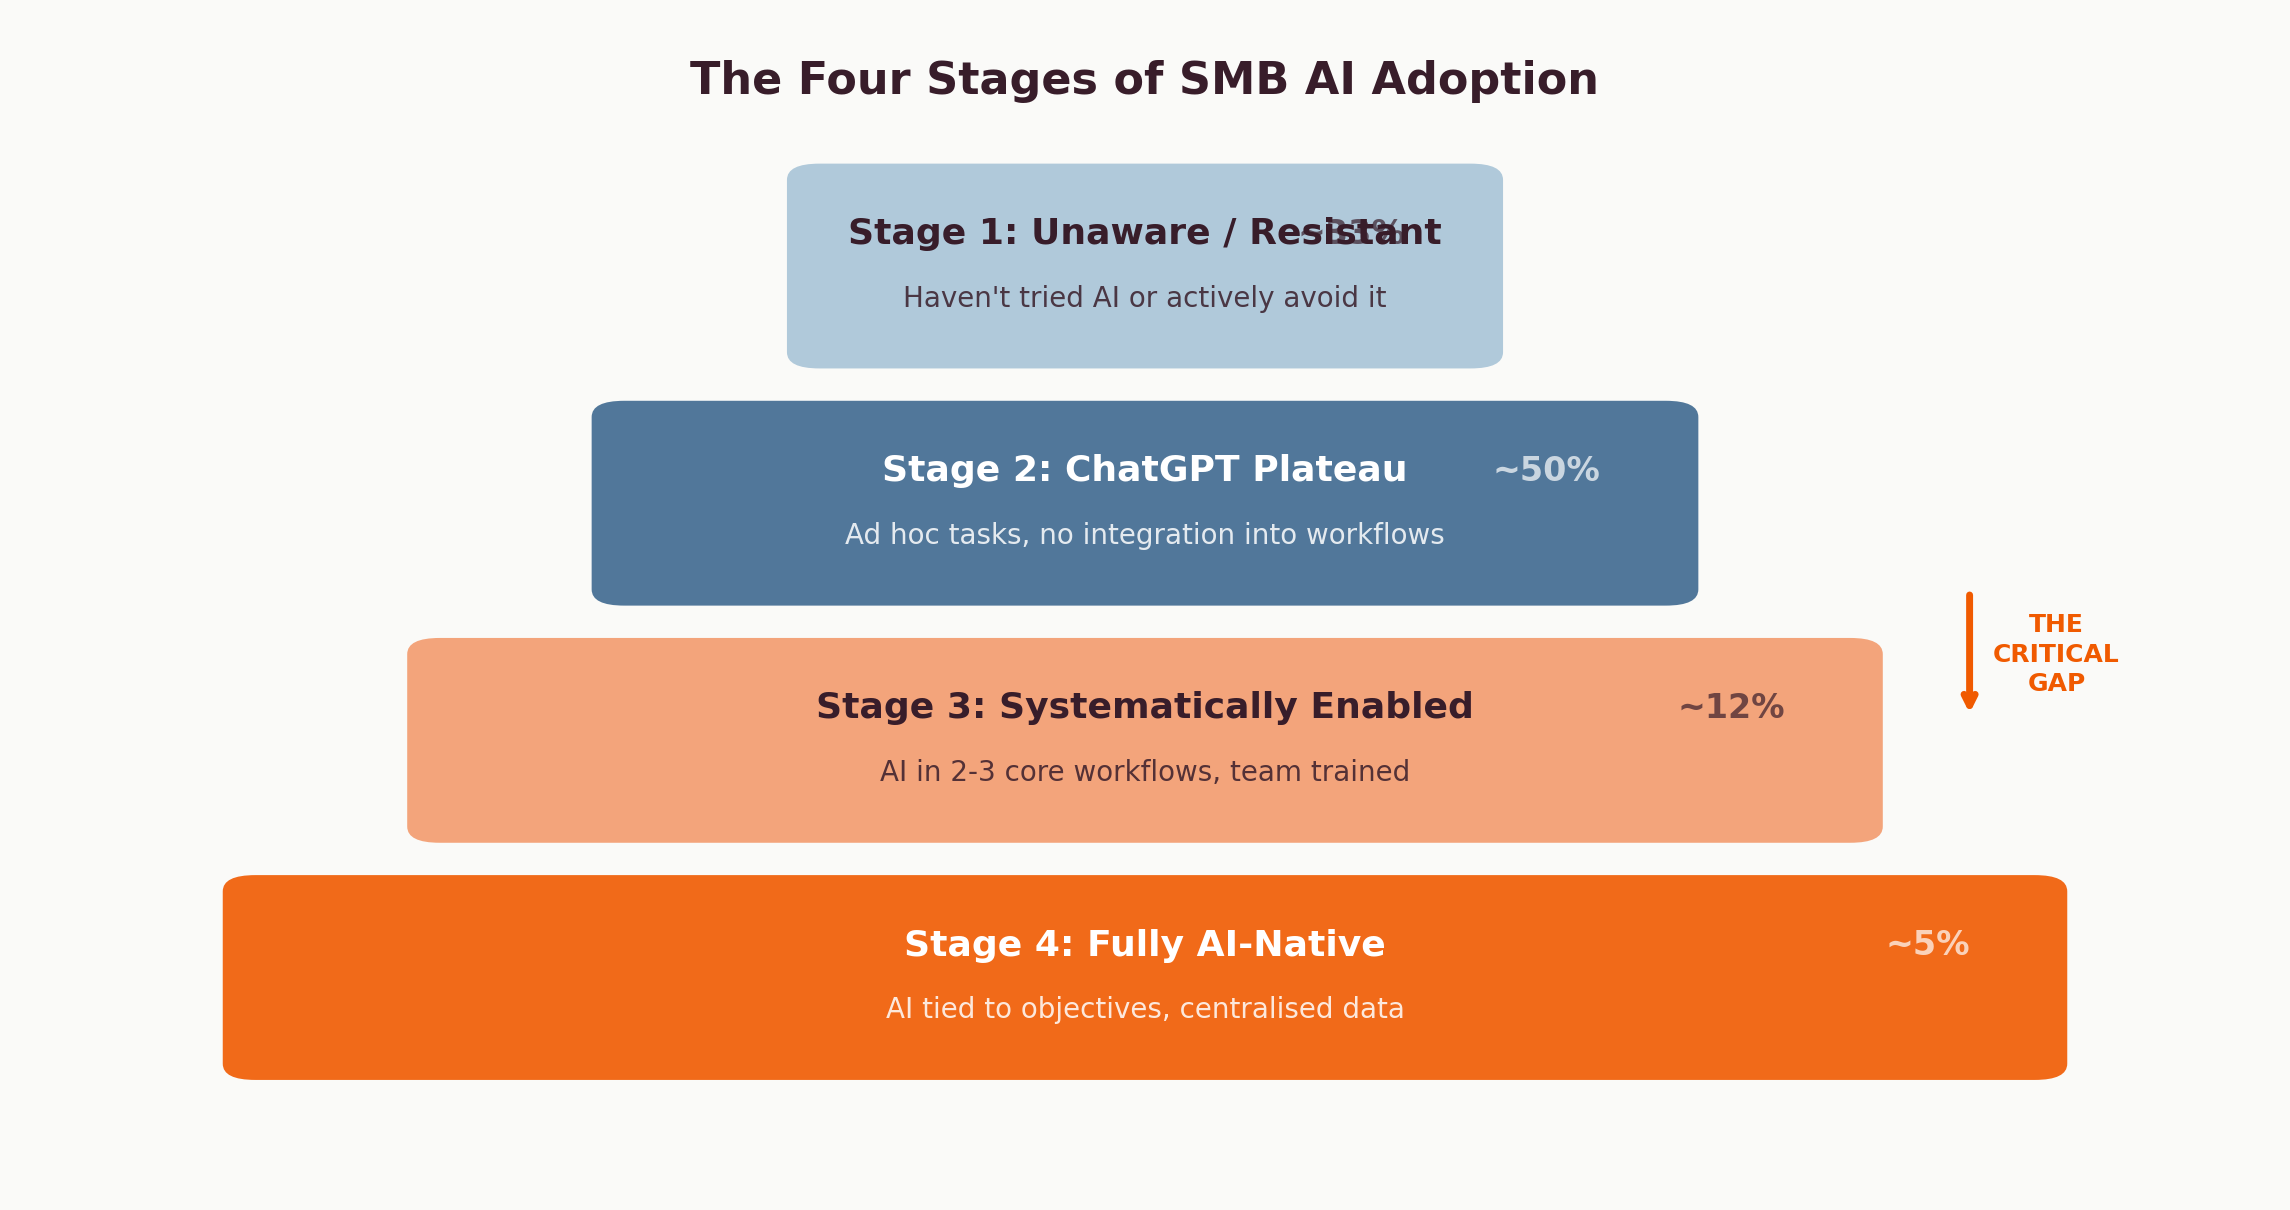 The Four Stages of SMB AI Adoption
Stage 1: Unaware / Resistant
~33%
Haven't tried AI or actively avoid it
Stage 2: ChatGPT Plateau ~50%
Ad hoc tasks, no integration into workflows
THE
CRITICAL
GAP
Stage 3: Systematically Enabled ~12%
AI in 2-3 core workflows, team trained
Stage 4: Fully AI-Native ~5%
AI tied to objectives, centralised data